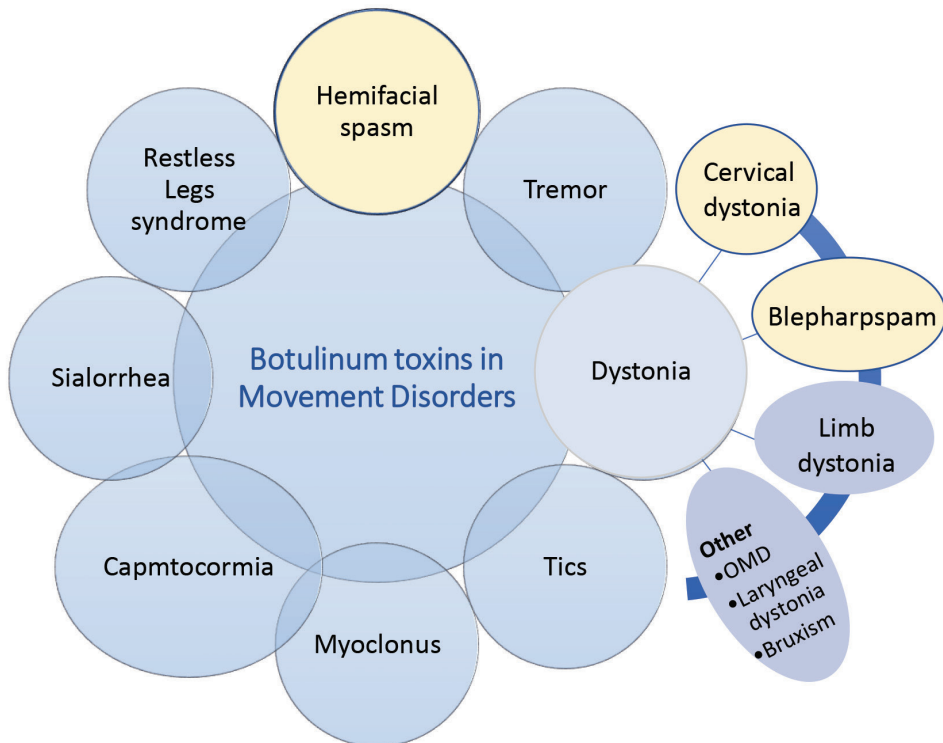 Hemifacial
spasm
Restless
Legs
syndrome
Tremor
Cervical
dystonia
Blepharpspam
Sialorrhea
Botulinum toxins in
Movement Disorders
Dystonia
Limb
dystonia
Capmtocormia
Myoclonus
Tics
Other
•OMD
•Laryngeal
dystonia
•Bruxism